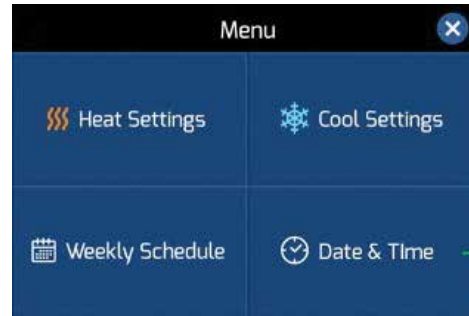 Menu
Heat Settings
Cool Settings
Weekly Schedule
Date & TIme